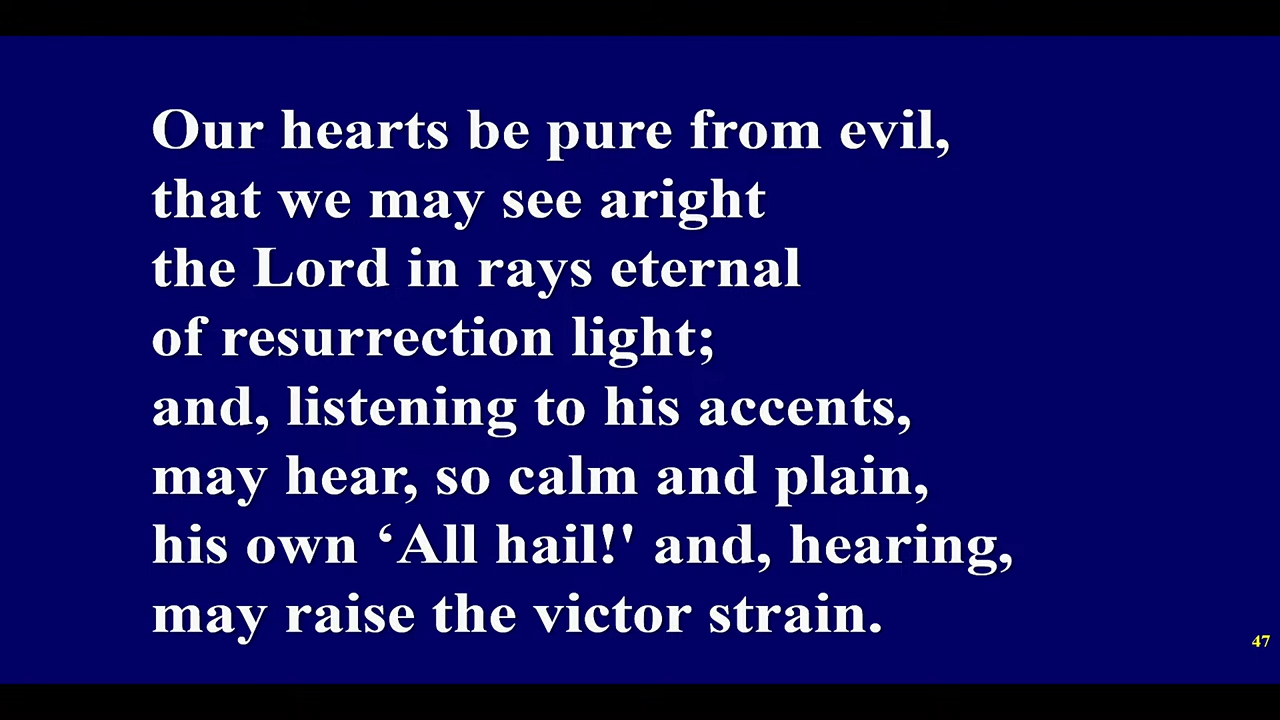 Our hearts be pure from evil,
that we may see aright
the Lord in rays eternal
of resurrection light;
and, listening to his accents,
may hear, so calm and plain,
his own ‘All hail!' and, hearing,
may raise the victor strain.
47